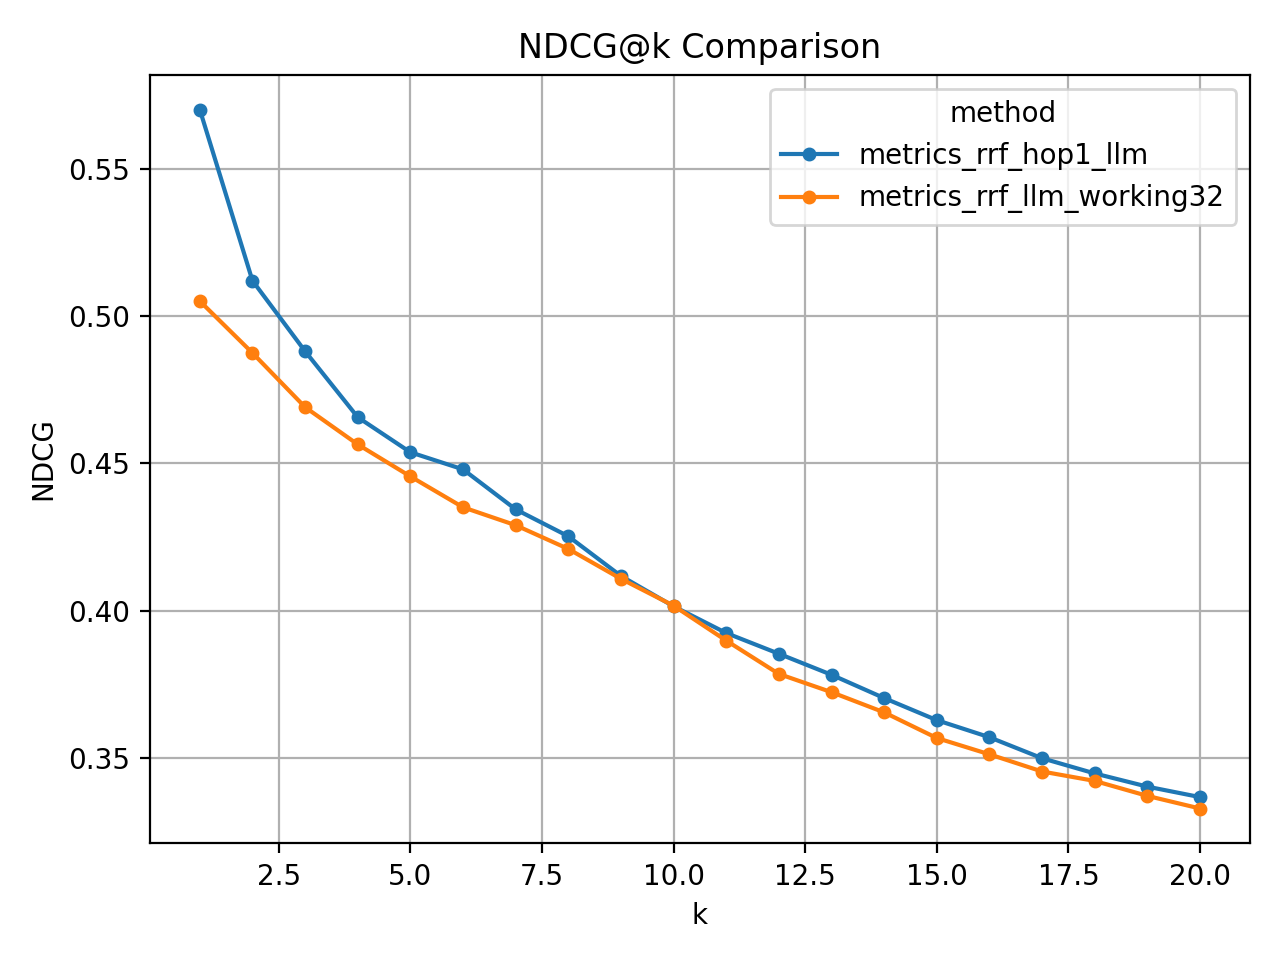 NDCG@k Comparison
method
metrics_rrf_hop1_llm
metrics_rrf_llm_working32
NDCG
0.55
0.50
0.45
0.40
0.35
2.5 5.0 7.5 10.0 12.5 15.0 17.5 20.0
k